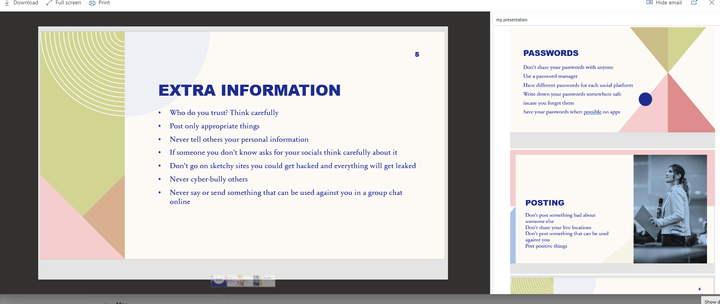 Download Full screen Print Hide email
my presentation
5
EXTRA INFORMATION
• Who do you trust? Think carefully
• Post only appropriate things
• Never tell others your personal information
• If someone you don't know asks for your socials think carefully about it
• Don't go on sketchy sites you could get hacked and everything will get leaked
• Never cyber-bully others
• Never say or send something that can be used against you in a group chat
online
PASSWORDS
Don't share your passwords with anyone
Use a password manager
Have different passwords for each social platform
Write down your passwords somewhere safe
incase you forget them
Save your passwords when possible on apps
POSTING
Don't post something bad about
someone else
Don't share your live locations
Don't post something that can be used
against you
Post positive things
Show